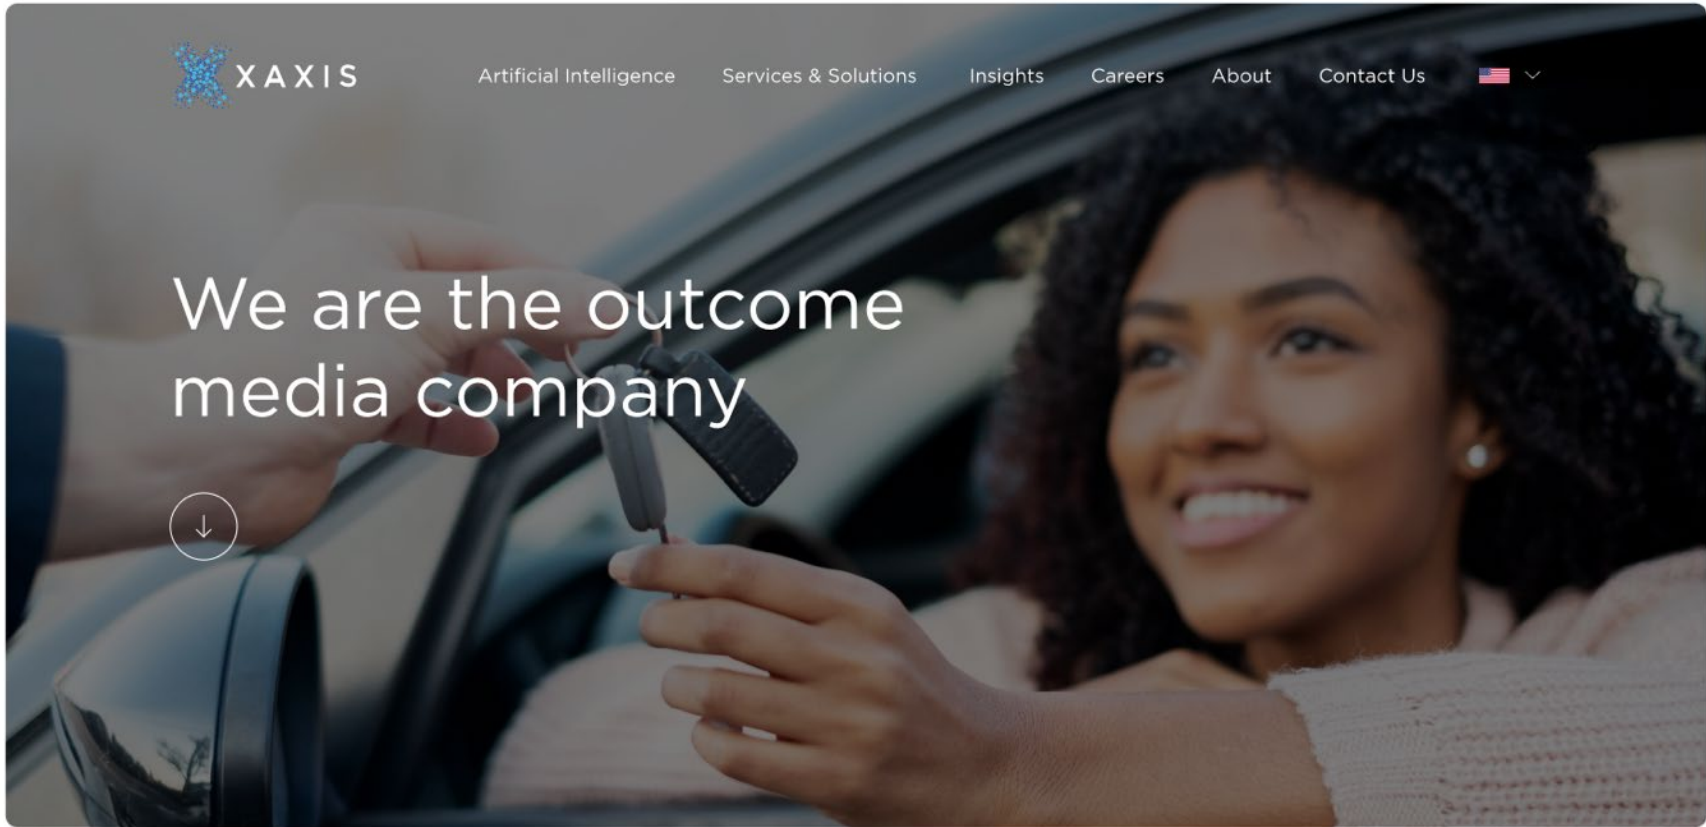 XAXIS
Artificial Intelligence
Services & Solutions
Insights
Careers
About
Contact Us
We are the outcome
media company